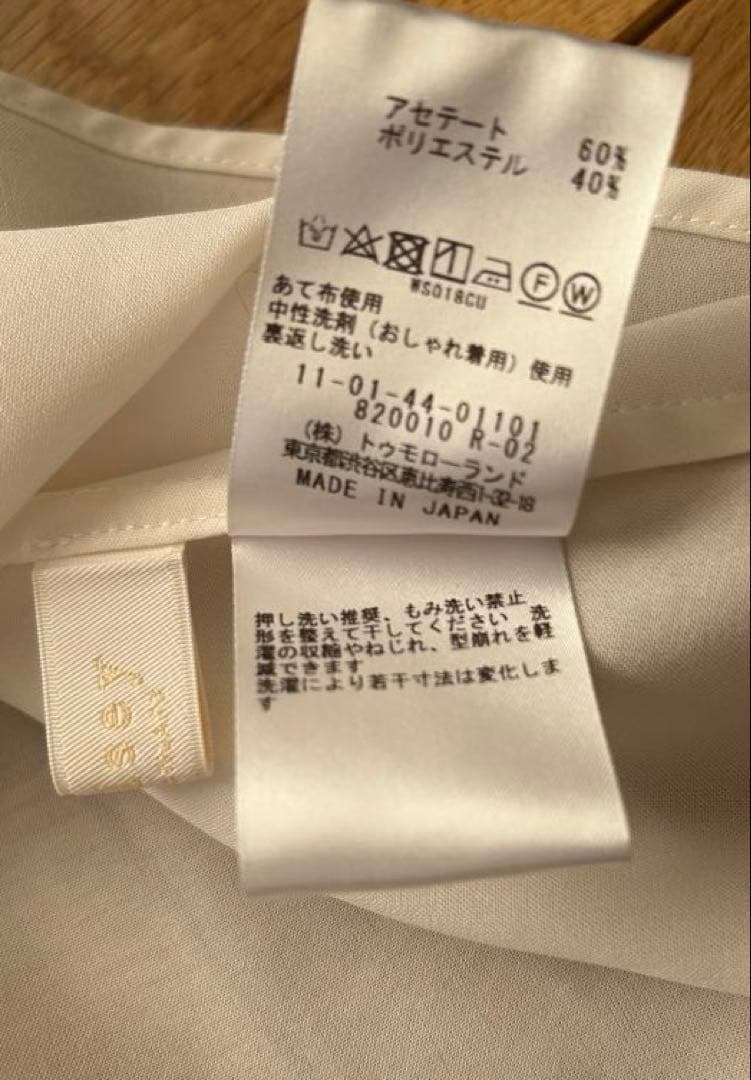 アセテート 60%
ポリエステル 40%
F W
WS018CU
あて布使用
中性洗剤（おしゃれ着用）使用
裏返し洗い
11-01-44-01101
820010 R-02
（株）トゥモローランド
東京都渋谷区恵比寿西1-32-18
MADE IN JAPAN
押し洗い推奨、もみ洗い禁止
形を整えて干してください 洗
濯の収縮やねじれ、型崩れを軽
減できます
洗濯により若干寸法は変化しま
す